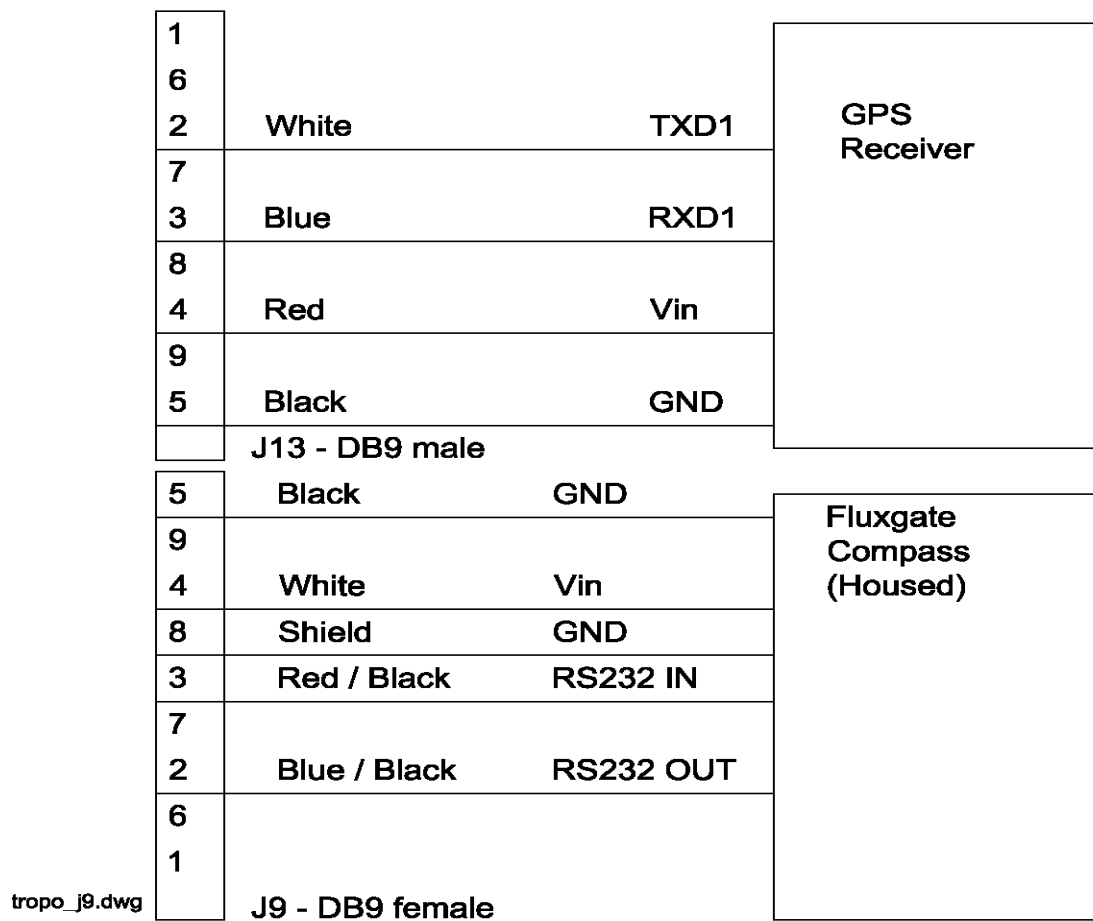 1
6
2 White TXD1
GPS
Receiver
7
3 Blue RXD1
8
4 Red Vin
9
5 Black GND
J13 - DB9 male
5 Black GND
Fluxgate
Compass
(Housed)
9
4 White Vin
8 Shield GND
3 Red / Black RS232 IN
7
2 Blue / Black RS232 OUT
6
1
tropo_j9.dwg
J9 - DB9 female